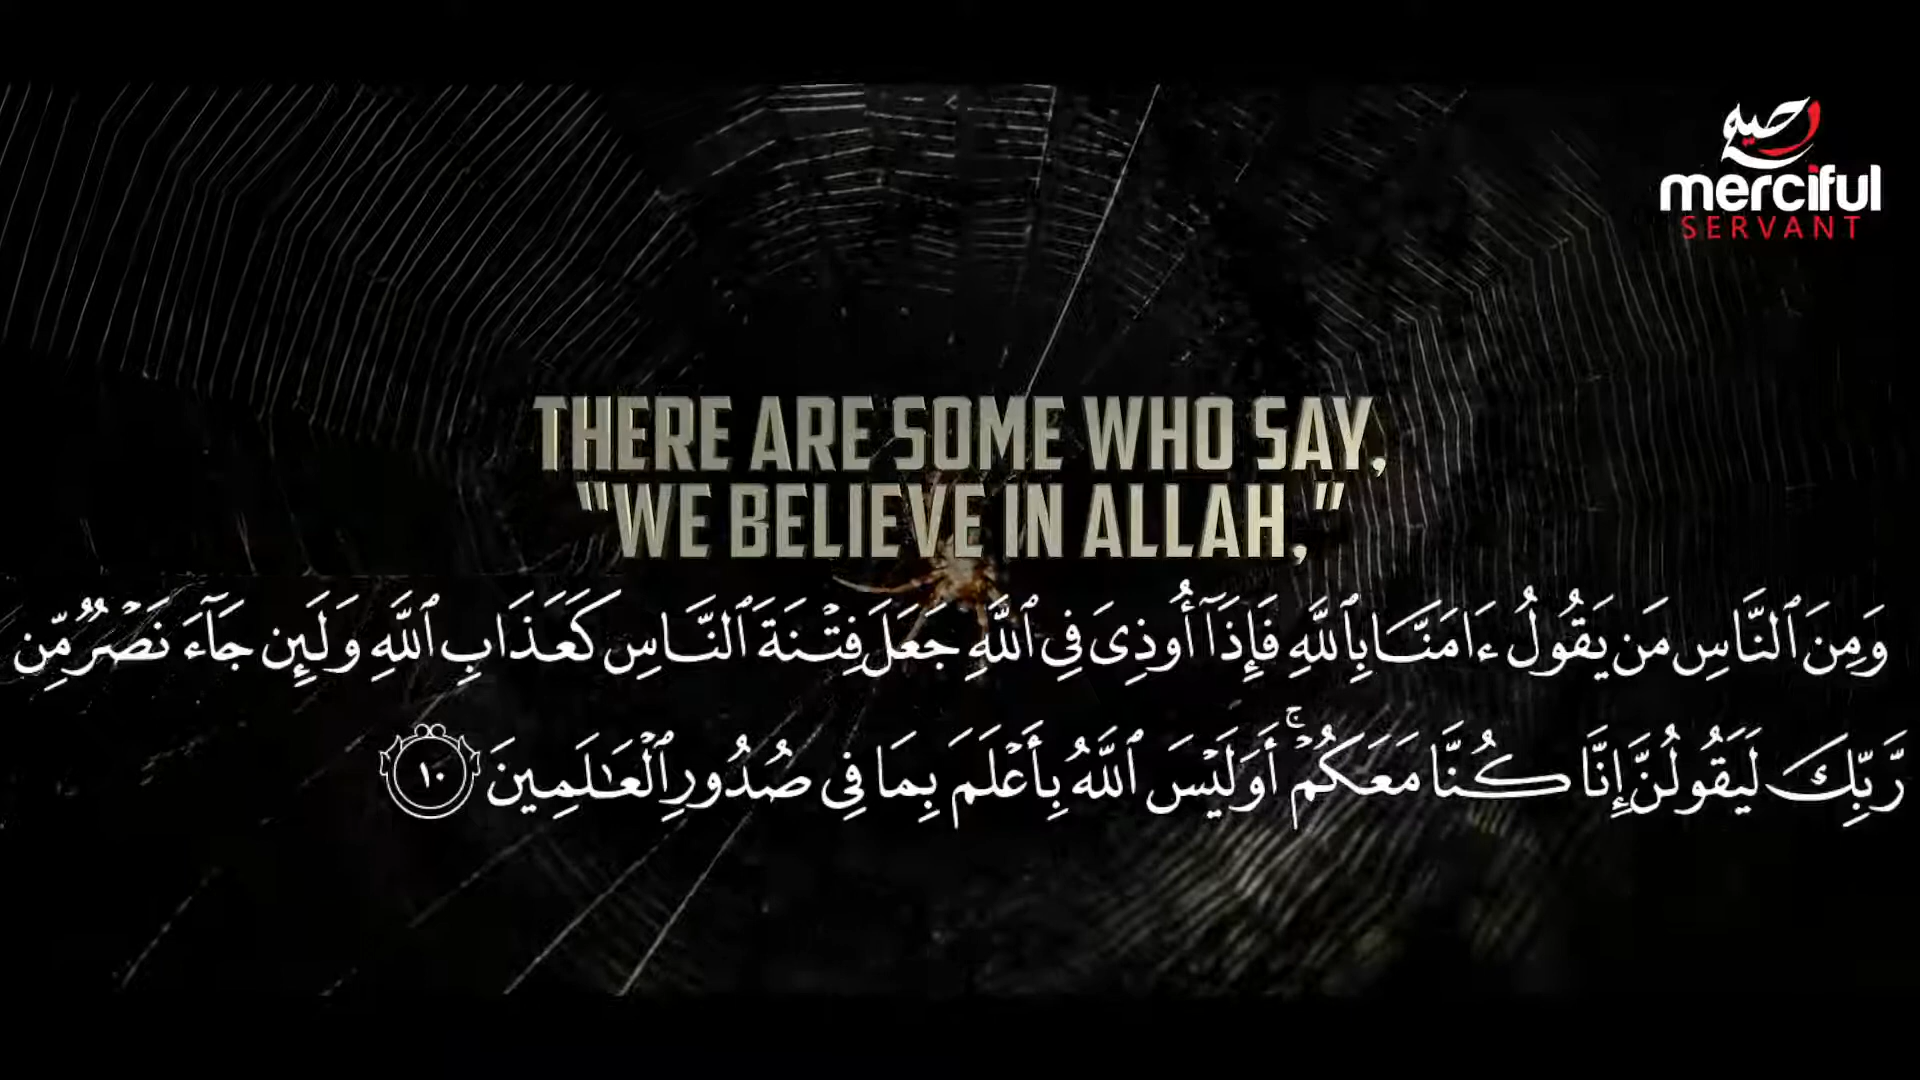 رحيم
merciful
SERVANT
THERE ARE SOME WHO SAY,
"WE BELIEVE IN ALLAH,"
وَمِنَ ٱلنَّاسِ مَن يَقُولُ ءَامَنَّا بِٱللَّهِ فَإِذَآ أُوذِىَ فِى ٱللَّهِ جَعَلَ فِتْنَةَ ٱلنَّاسِ كَعَذَابِ ٱللَّهِ وَلَئِن جَآءَ نَصْرٌ مِّن
رَّبِّكَ لَيَقُولُنَّ إِنَّا كُنَّا مَعَكُمْ ۚ أَوَلَيْسَ ٱللَّهُ بِأَعْلَمَ بِمَا فِى صُدُورِ ٱلْعَـٰلَمِينَ ١٠